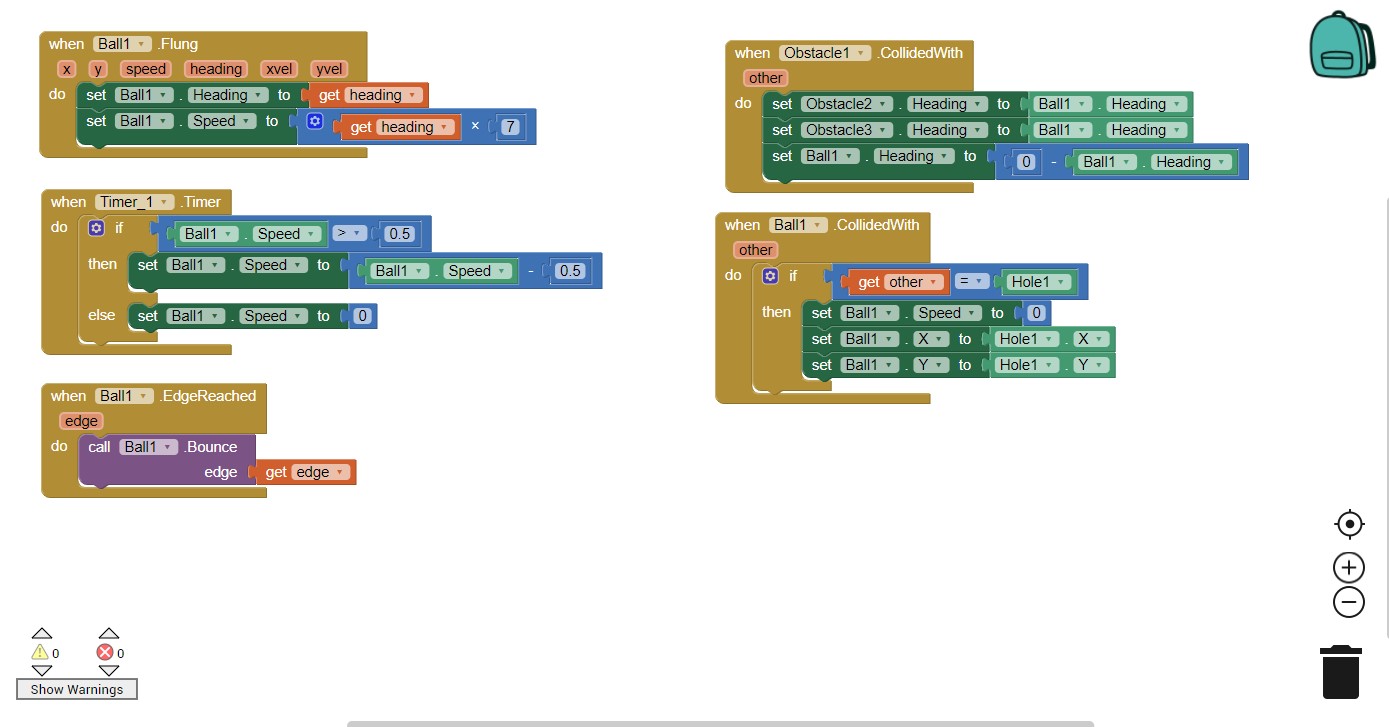 when Ball1 .Flung
x y speed heading xvel yvel
do set Ball1 . Heading to get heading
set Ball1 . Speed to get heading × 7
when Timer_1 .Timer
do if Ball1 . Speed > 0.5
then set Ball1 . Speed to Ball1 . Speed - 0.5
else set Ball1 . Speed to 0
when Ball1 .EdgeReached
edge
do call Ball1 .Bounce
edge get edge
when Obstacle1 .CollidedWith
other
do set Obstacle2 . Heading to Ball1 . Heading
set Obstacle3 . Heading to Ball1 . Heading
set Ball1 . Heading to 0 - Ball1 . Heading
when Ball1 .CollidedWith
other
do if get other = Hole1
then set Ball1 . Speed to 0
set Ball1 . X to Hole1 . X
set Ball1 . Y to Hole1 . Y
0 0
Show Warnings